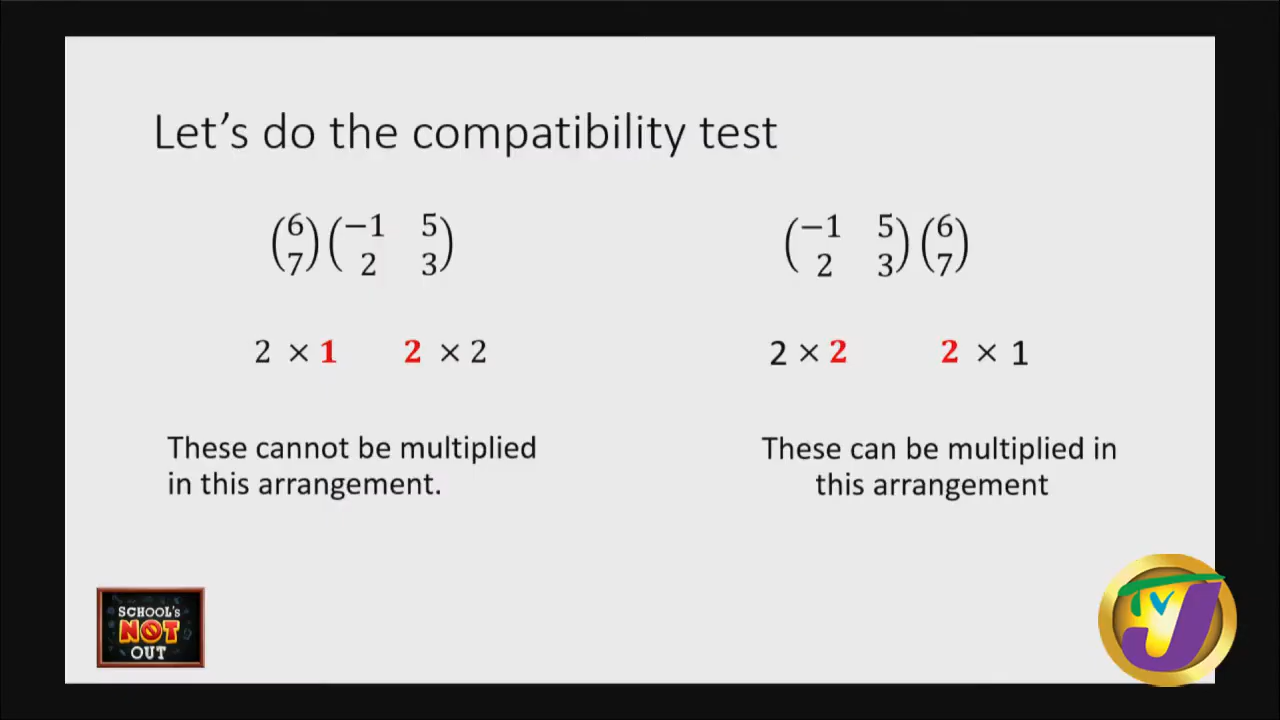 Let's do the compatibility test
(6 7) (−1 5 2 3)
2 × 1 2 × 2
These cannot be multiplied
in this arrangement.
(−1 5 2 3) (6 7)
2 × 2 2 × 1
These can be multiplied in
this arrangement
SCHOOL'S
NOT
OUT
TVJ